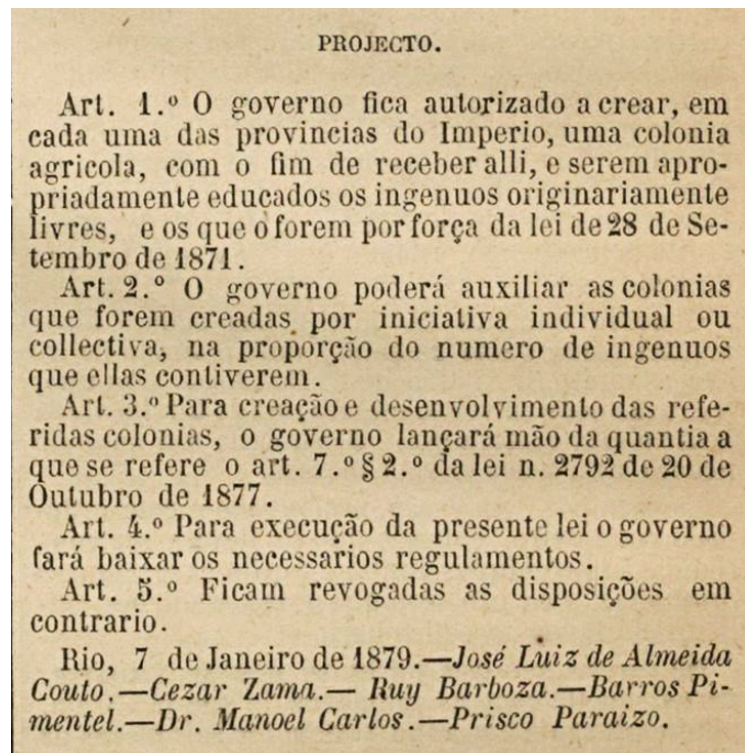 PROJECTO.
Art. 1.º O governo fica autorizado a crear, em
cada uma das provincias do Imperio, uma colonia
agricola, com o fim de receber alli, e serem apro-
priadamente educados os ingenuos originariamente
livres, e os que o forem por força da lei de 28 de Se-
tembro de 1871.
Art. 2.º O governo poderá auxiliar as colonias
que forem creadas por iniciativa individual ou
collectiva, na proporção do numero de ingenuos
que ellas contiverem.
Art. 3.º Para creação e desenvolvimento das refe-
ridas colonias, o governo lançará mão da quantia a
que se refere o art. 7.º § 2.º da lei n. 2792 de 20 de
Outubro de 1877.
Art. 4.º Para execução da presente lei o governo
fará baixar os necessarios regulamentos.
Art. 5.º Ficam revogadas as disposições em
contrario.
Rio, 7 de Janeiro de 1879.—José Luiz de Almeida
Couto.—Cezar Zama.— Ruy Barboza.—Barros Pi-
mentel.—Dr. Manoel Carlos.—Prisco Paraizo.